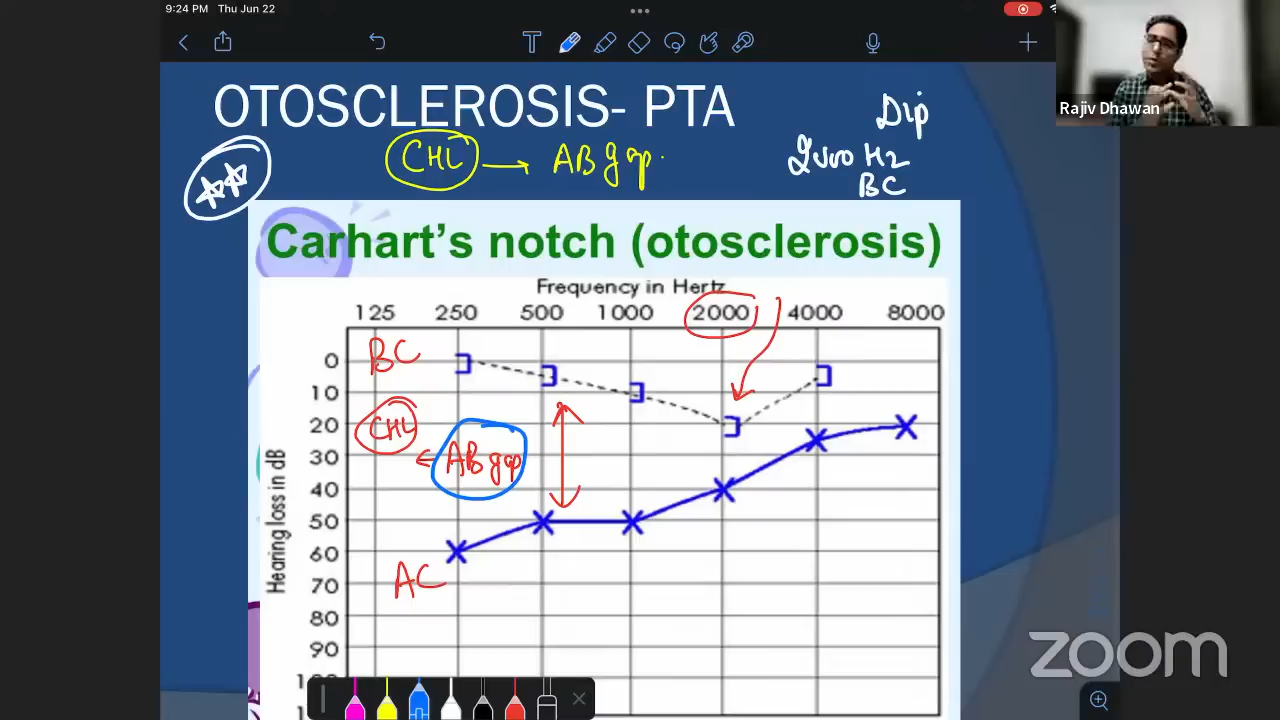 9:24 PM Thu Jun 22
Rajiv Dhawan
OTOSCLEROSIS- PTA
Dip
CHL → AB gap
2000 Hz
BC
Carhart's notch (otosclerosis)
Frequency in Hertz
125 250 500 1000 2000 4000 8000
Hearing loss in dB
0
10
20
30
40
50
60
70
80
90
BC
CHL ← AB gap
AC
zoom